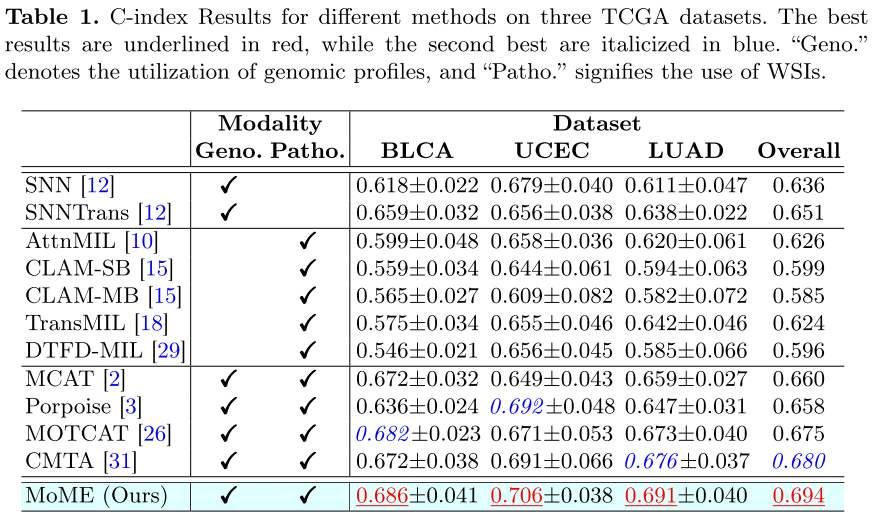 Table 1. C-index Results for different methods on three TCGA datasets. The best
results are underlined in red, while the second best are italicized in blue. “Geno.”
denotes the utilization of genomic profiles, and “Patho.” signifies the use of WSIs.
Modality Dataset
Geno. Patho. BLCA UCEC LUAD Overall
SNN [12] ✓ 0.618±0.022 0.679±0.040 0.611±0.047 0.636
SNNTrans [12] ✓ 0.659±0.032 0.656±0.038 0.638±0.022 0.651
AttnMIL [10] ✓ 0.599±0.048 0.658±0.036 0.620±0.061 0.626
CLAM-SB [15] ✓ 0.559±0.034 0.644±0.061 0.594±0.063 0.599
CLAM-MB [15] ✓ 0.565±0.027 0.609±0.082 0.582±0.072 0.585
TransMIL [18] ✓ 0.575±0.034 0.655±0.046 0.642±0.046 0.624
DTFD-MIL [29] ✓ 0.546±0.021 0.656±0.045 0.585±0.066 0.596
MCAT [2] ✓ ✓ 0.672±0.032 0.649±0.043 0.659±0.027 0.660
Porpoise [3] ✓ ✓ 0.636±0.024 0.692±0.048 0.647±0.031 0.658
MOTCAT [26] ✓ ✓ 0.682±0.023 0.671±0.053 0.673±0.040 0.675
CMTA [31] ✓ ✓ 0.672±0.038 0.691±0.066 0.676±0.037 0.680
MoME (Ours) ✓ ✓ 0.686±0.041 0.706±0.038 0.691±0.040 0.694